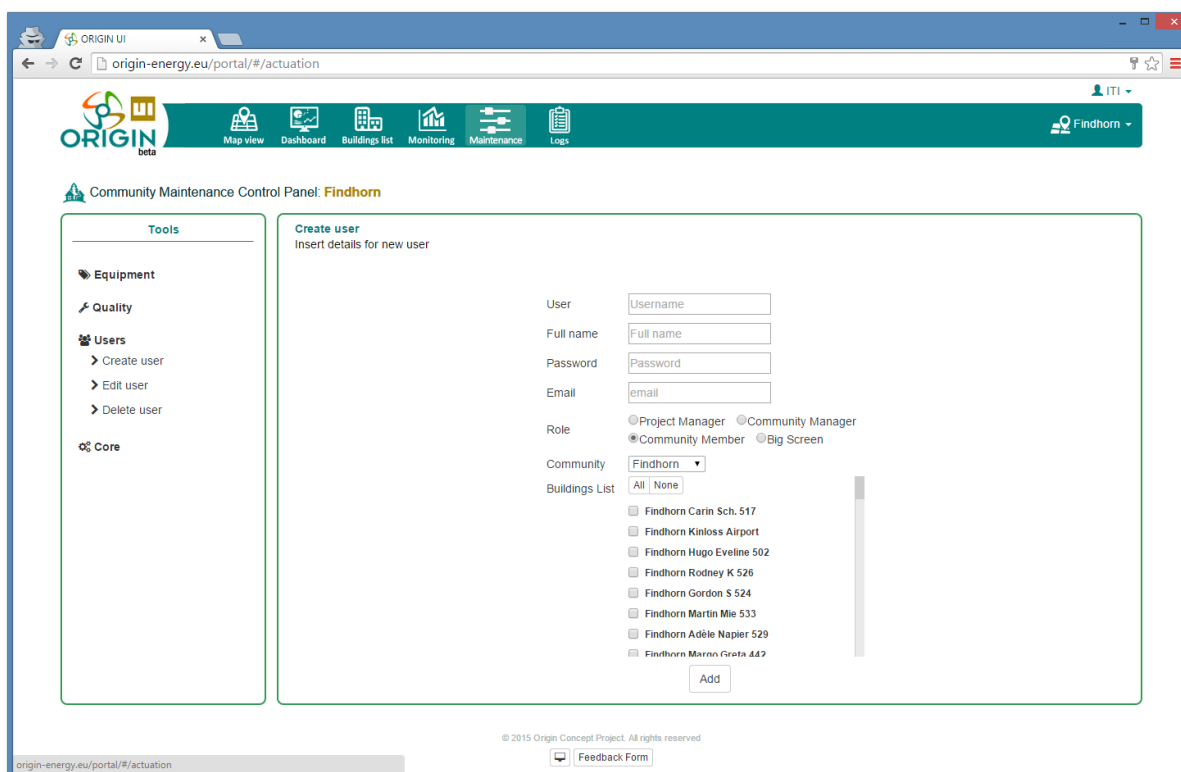 ORIGIN UI
origin-energy.eu/portal/#/actuation
ITI
UI
ORIGIN
beta
Map view Dashboard Buildings list Monitoring Maintenance Logs
Findhorn
Community Maintenance Control Panel: Findhorn
Tools
Equipment
Quality
Users
Create user
Edit user
Delete user
Core
Create user
Insert details for new user
User Username
Full name Full name
Password Password
Email email
Role Project Manager Community Manager
Community Member Big Screen
Community Findhorn
Buildings List All None
Findhorn Carin Sch. 517
Findhorn Kinloss Airport
Findhorn Hugo Eveline 502
Findhorn Rodney K 526
Findhorn Gordon S 524
Findhorn Martin Mie 533
Findhorn Adèle Napier 529
Findhorn Margo Greta 442
Add
© 2015 Origin Concept Project. All rights reserved
Feedback Form
origin-energy.eu/portal/#/actuation